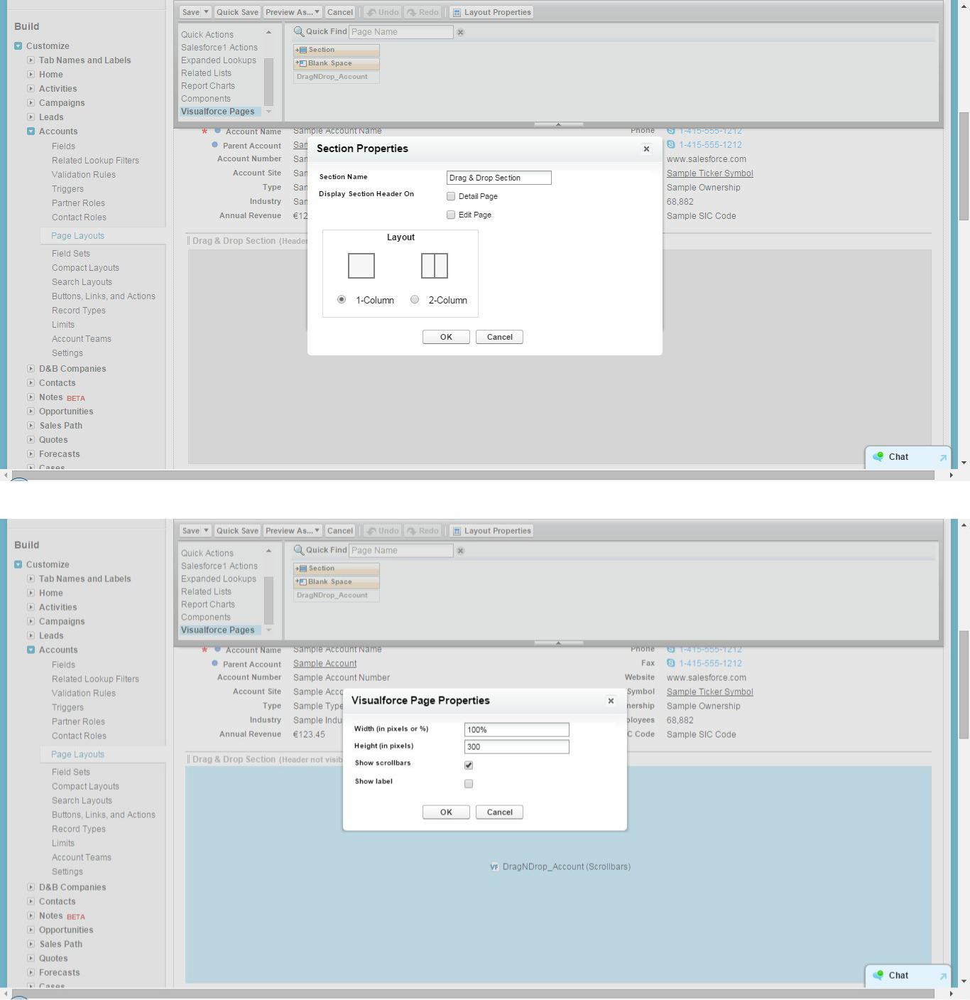 Save
Quick Save
Preview As...
Cancel
Undo
Redo
Layout Properties
Build
Customize
Tab Names and Labels
Home
Activities
Campaigns
Leads
Accounts
Fields
Related Lookup Filters
Validation Rules
Triggers
Partner Roles
Contact Roles
Page Layouts
Field Sets
Compact Layouts
Search Layouts
Buttons, Links, and Actions
Record Types
Limits
Account Teams
Settings
D&B Companies
Contacts
Notes BETA
Opportunities
Sales Path
Quotes
Forecasts
Cases
Quick Actions
Salesforce1 Actions
Expanded Lookups
Related Lists
Report Charts
Components
Visualforce Pages
Quick Find Page Name
Section
Blank Space
DragNDrop_Account
* Account Name Sample Account Name
Phone 1-415-555-1212
Parent Account Sam
1-415-555-1212
Account Number Sam
www.salesforce.com
Account Site Sam
Sample Ticker Symbol
Type Sam
Sample Ownership
Industry Sam
68,882
Annual Revenue €12
Sample SIC Code
Drag & Drop Section (Header
Section Properties
Section Name Drag & Drop Section
Display Section Header On Detail Page
Edit Page
Layout
1-Column 2-Column
OK Cancel
Chat
Save
Quick Save
Preview As...
Cancel
Undo
Redo
Layout Properties
Build
Customize
Tab Names and Labels
Home
Activities
Campaigns
Leads
Accounts
Fields
Related Lookup Filters
Validation Rules
Triggers
Partner Roles
Contact Roles
Page Layouts
Field Sets
Compact Layouts
Search Layouts
Buttons, Links, and Actions
Record Types
Limits
Account Teams
Settings
D&B Companies
Contacts
Notes BETA
Opportunities
Sales Path
Quotes
Forecasts
Cases
Quick Actions
Salesforce1 Actions
Expanded Lookups
Related Lists
Report Charts
Components
Visualforce Pages
Quick Find Page Name
Section
Blank Space
DragNDrop_Account
* Account Name Sample Account Name
Phone 1-415-555-1212
Parent Account Sample Account
Fax 1-415-555-1212
Account Number Sample Account Number
Website www.salesforce.com
Account Site Sample Acco
Symbol Sample Ticker Symbol
Type Sample Type
nership Sample Ownership
Industry Sample Indu
ployees 68,882
Annual Revenue €123.45
C Code Sample SIC Code
Drag & Drop Section (Header not visib
Visualforce Page Properties
Width (in pixels or %) 100%
Height (in pixels) 300
Show scrollbars
Show label
OK Cancel
VF DragNDrop_Account (Scrollbars)
Chat